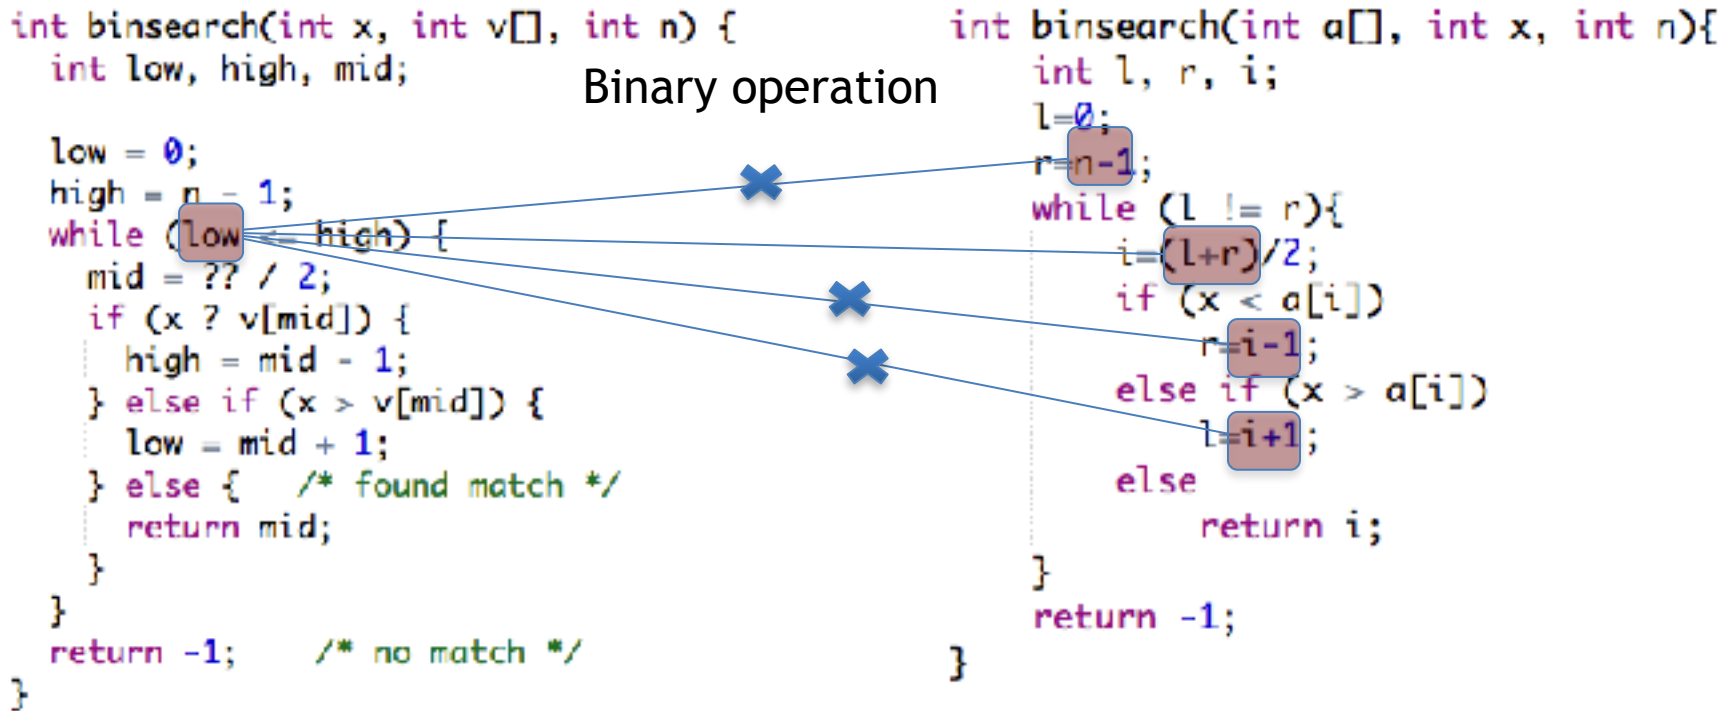 int binsearch(int x, int v[], int n) {
int low, high, mid;
low = 0;
high = n - 1;
while (low <= high) {
mid = ?? / 2;
if (x ? v[mid]) {
high = mid - 1;
} else if (x > v[mid]) {
low = mid + 1;
} else { /* found match */
return mid;
}
}
return -1; /* no match */
}
Binary operation
int binsearch(int a[], int x, int n){
int l, r, i;
l=0;
r=n-1;
while (l != r){
i=(l+r)/2;
if (x < a[i])
r=i-1;
else if (x > a[i])
l=i+1;
else
return i;
}
return -1;
}